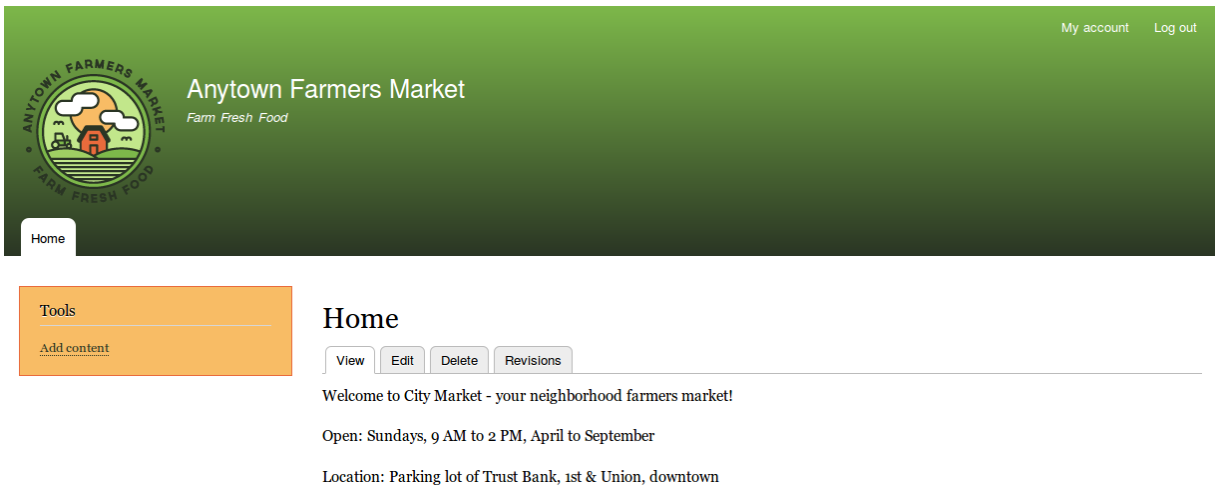 My account Log out
ANYTOWN FARMERS MARKET
FARM FRESH FOOD
Anytown Farmers Market
Farm Fresh Food
Home
Tools
Add content
Home
View Edit Delete Revisions
Welcome to City Market - your neighborhood farmers market!
Open: Sundays, 9 AM to 2 PM, April to September
Location: Parking lot of Trust Bank, 1st & Union, downtown